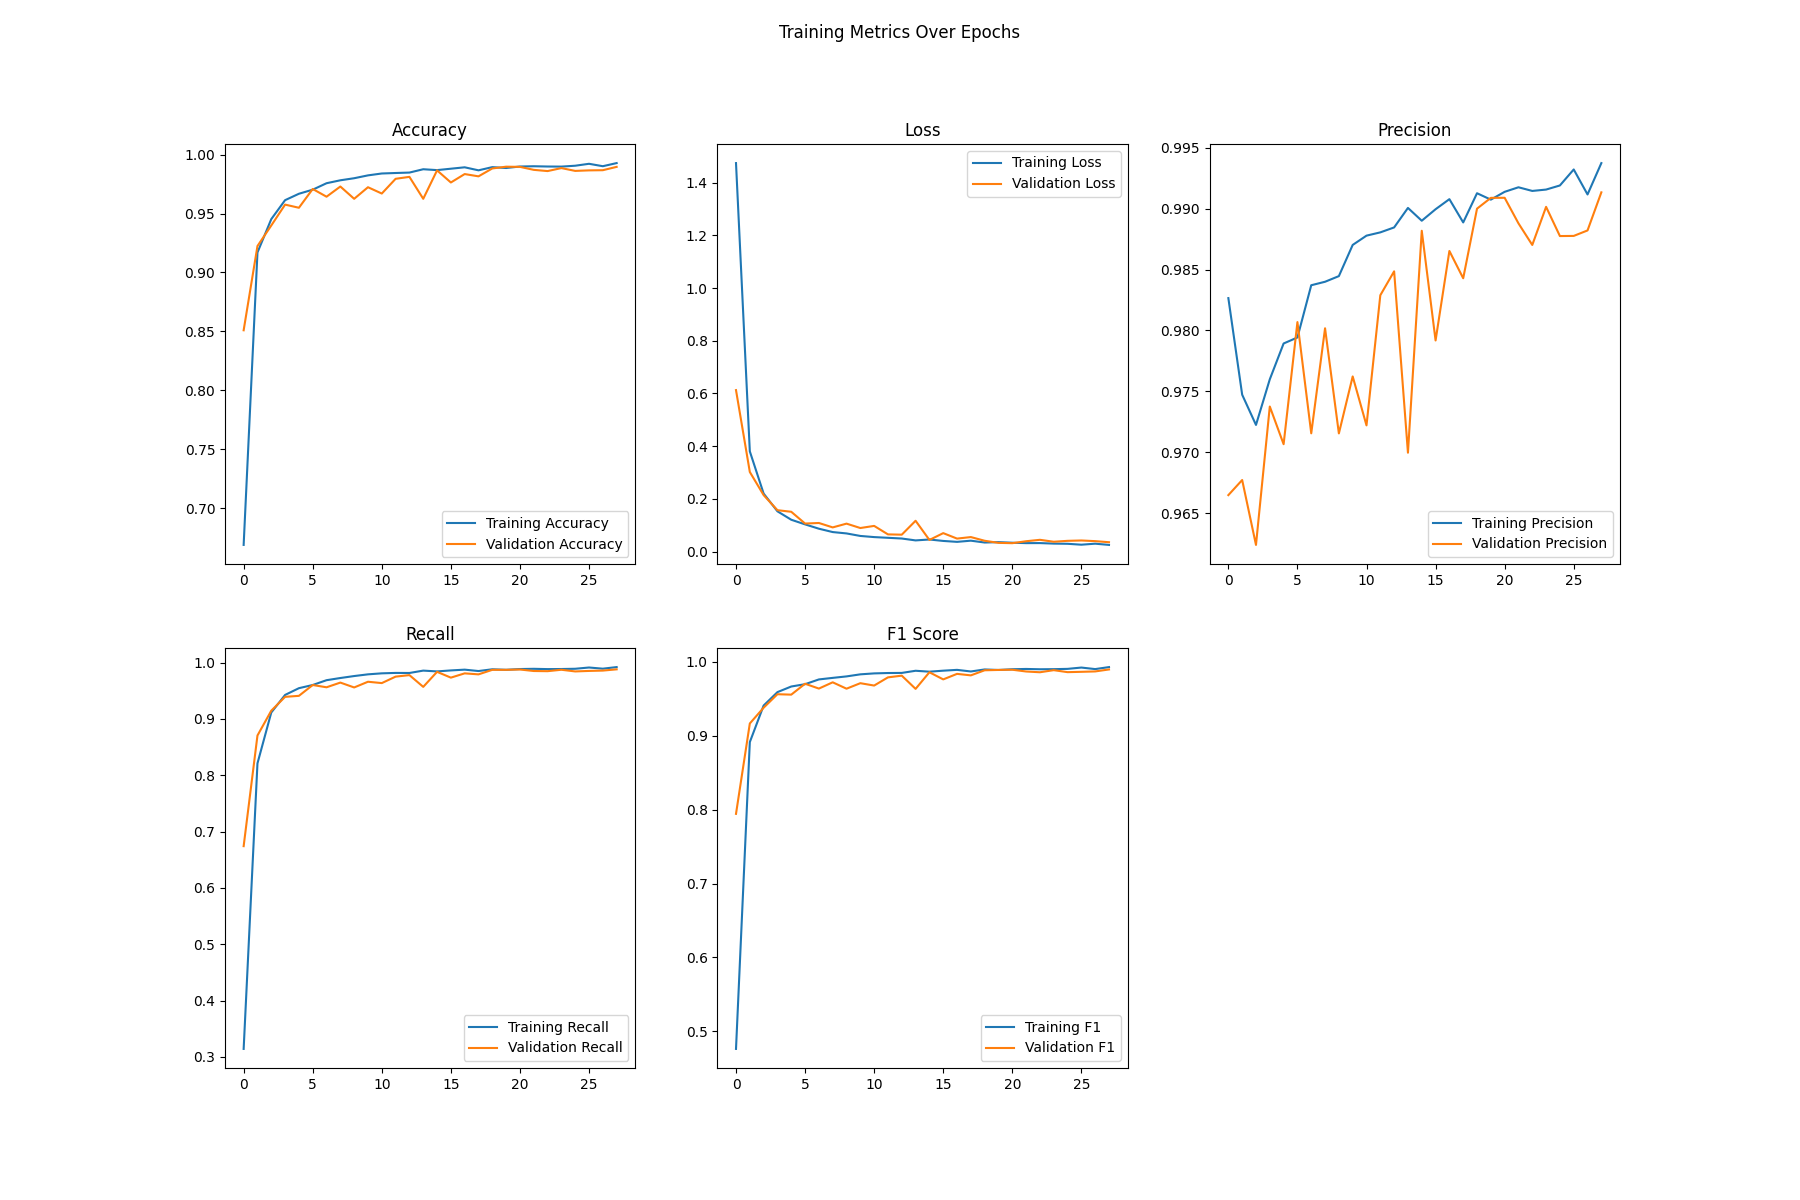 Training Metrics Over Epochs
Accuracy
1.00
0.95
0.90
0.85
0.80
0.75
0.70
0 5 10 15 20 25
Training Accuracy
Validation Accuracy
Loss
1.4
1.2
1.0
0.8
0.6
0.4
0.2
0.0
0 5 10 15 20 25
Training Loss
Validation Loss
Precision
0.995
0.990
0.985
0.980
0.975
0.970
0.965
0 5 10 15 20 25
Training Precision
Validation Precision
Recall
1.0
0.9
0.8
0.7
0.6
0.5
0.4
0.3
0 5 10 15 20 25
Training Recall
Validation Recall
F1 Score
1.0
0.9
0.8
0.7
0.6
0.5
0 5 10 15 20 25
Training F1
Validation F1